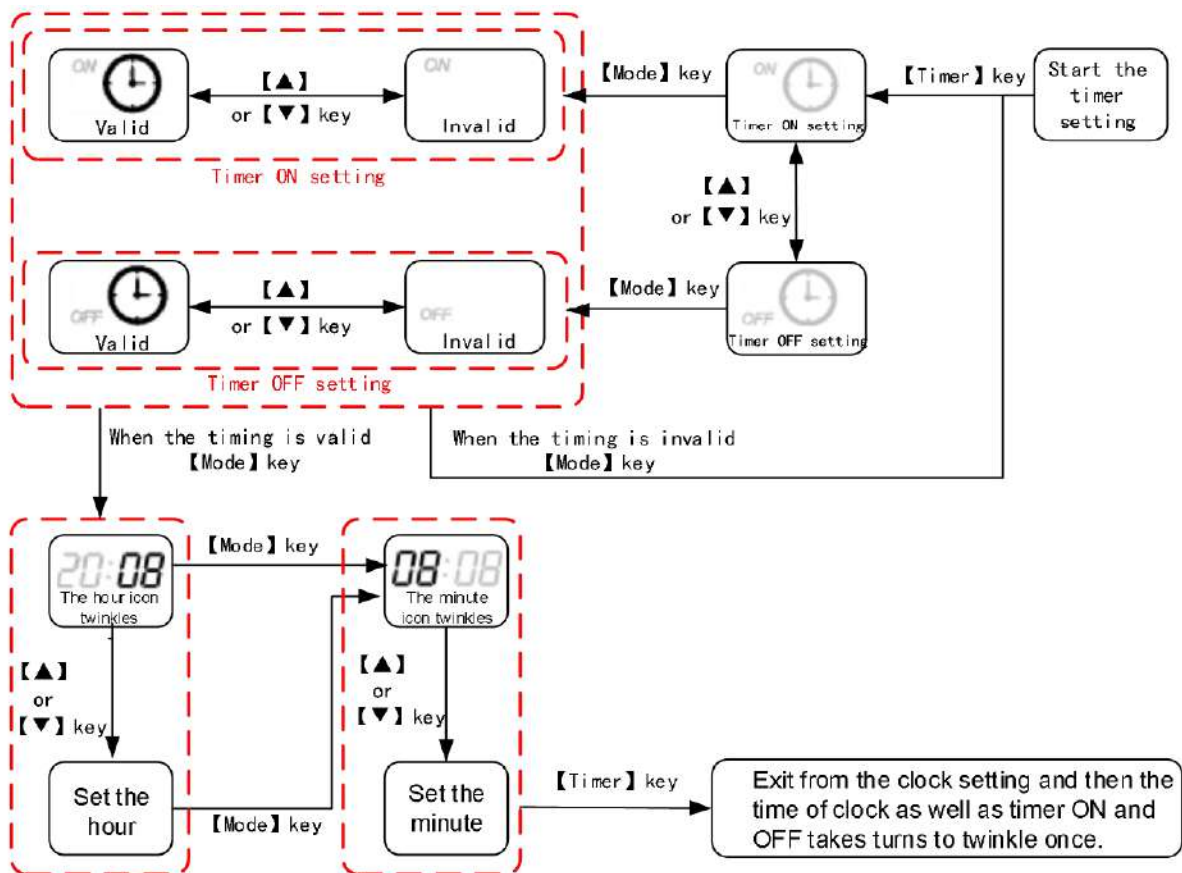 ON
Valid
【▲】
or【▼】key
ON
Invalid
Timer ON setting
【Mode】key
ON
Timer ON setting
【Timer】key
Start the
timer
setting
【▲】
or【▼】key
OFF
Valid
【▲】
or【▼】key
OFF
Invalid
Timer OFF setting
【Mode】key
OFF
Timer OFF setting
When the timing is valid
【Mode】key
When the timing is invalid
【Mode】key
20:08
The hour icon
twinkles
【Mode】key
08:08
The minute
icon twinkles
【▲】
or
【▼】key
【▲】
or
【▼】key
Set the
hour
【Mode】key
Set the
minute
【Timer】key
Exit from the clock setting and then the
time of clock as well as timer ON and
OFF takes turns to twinkle once.